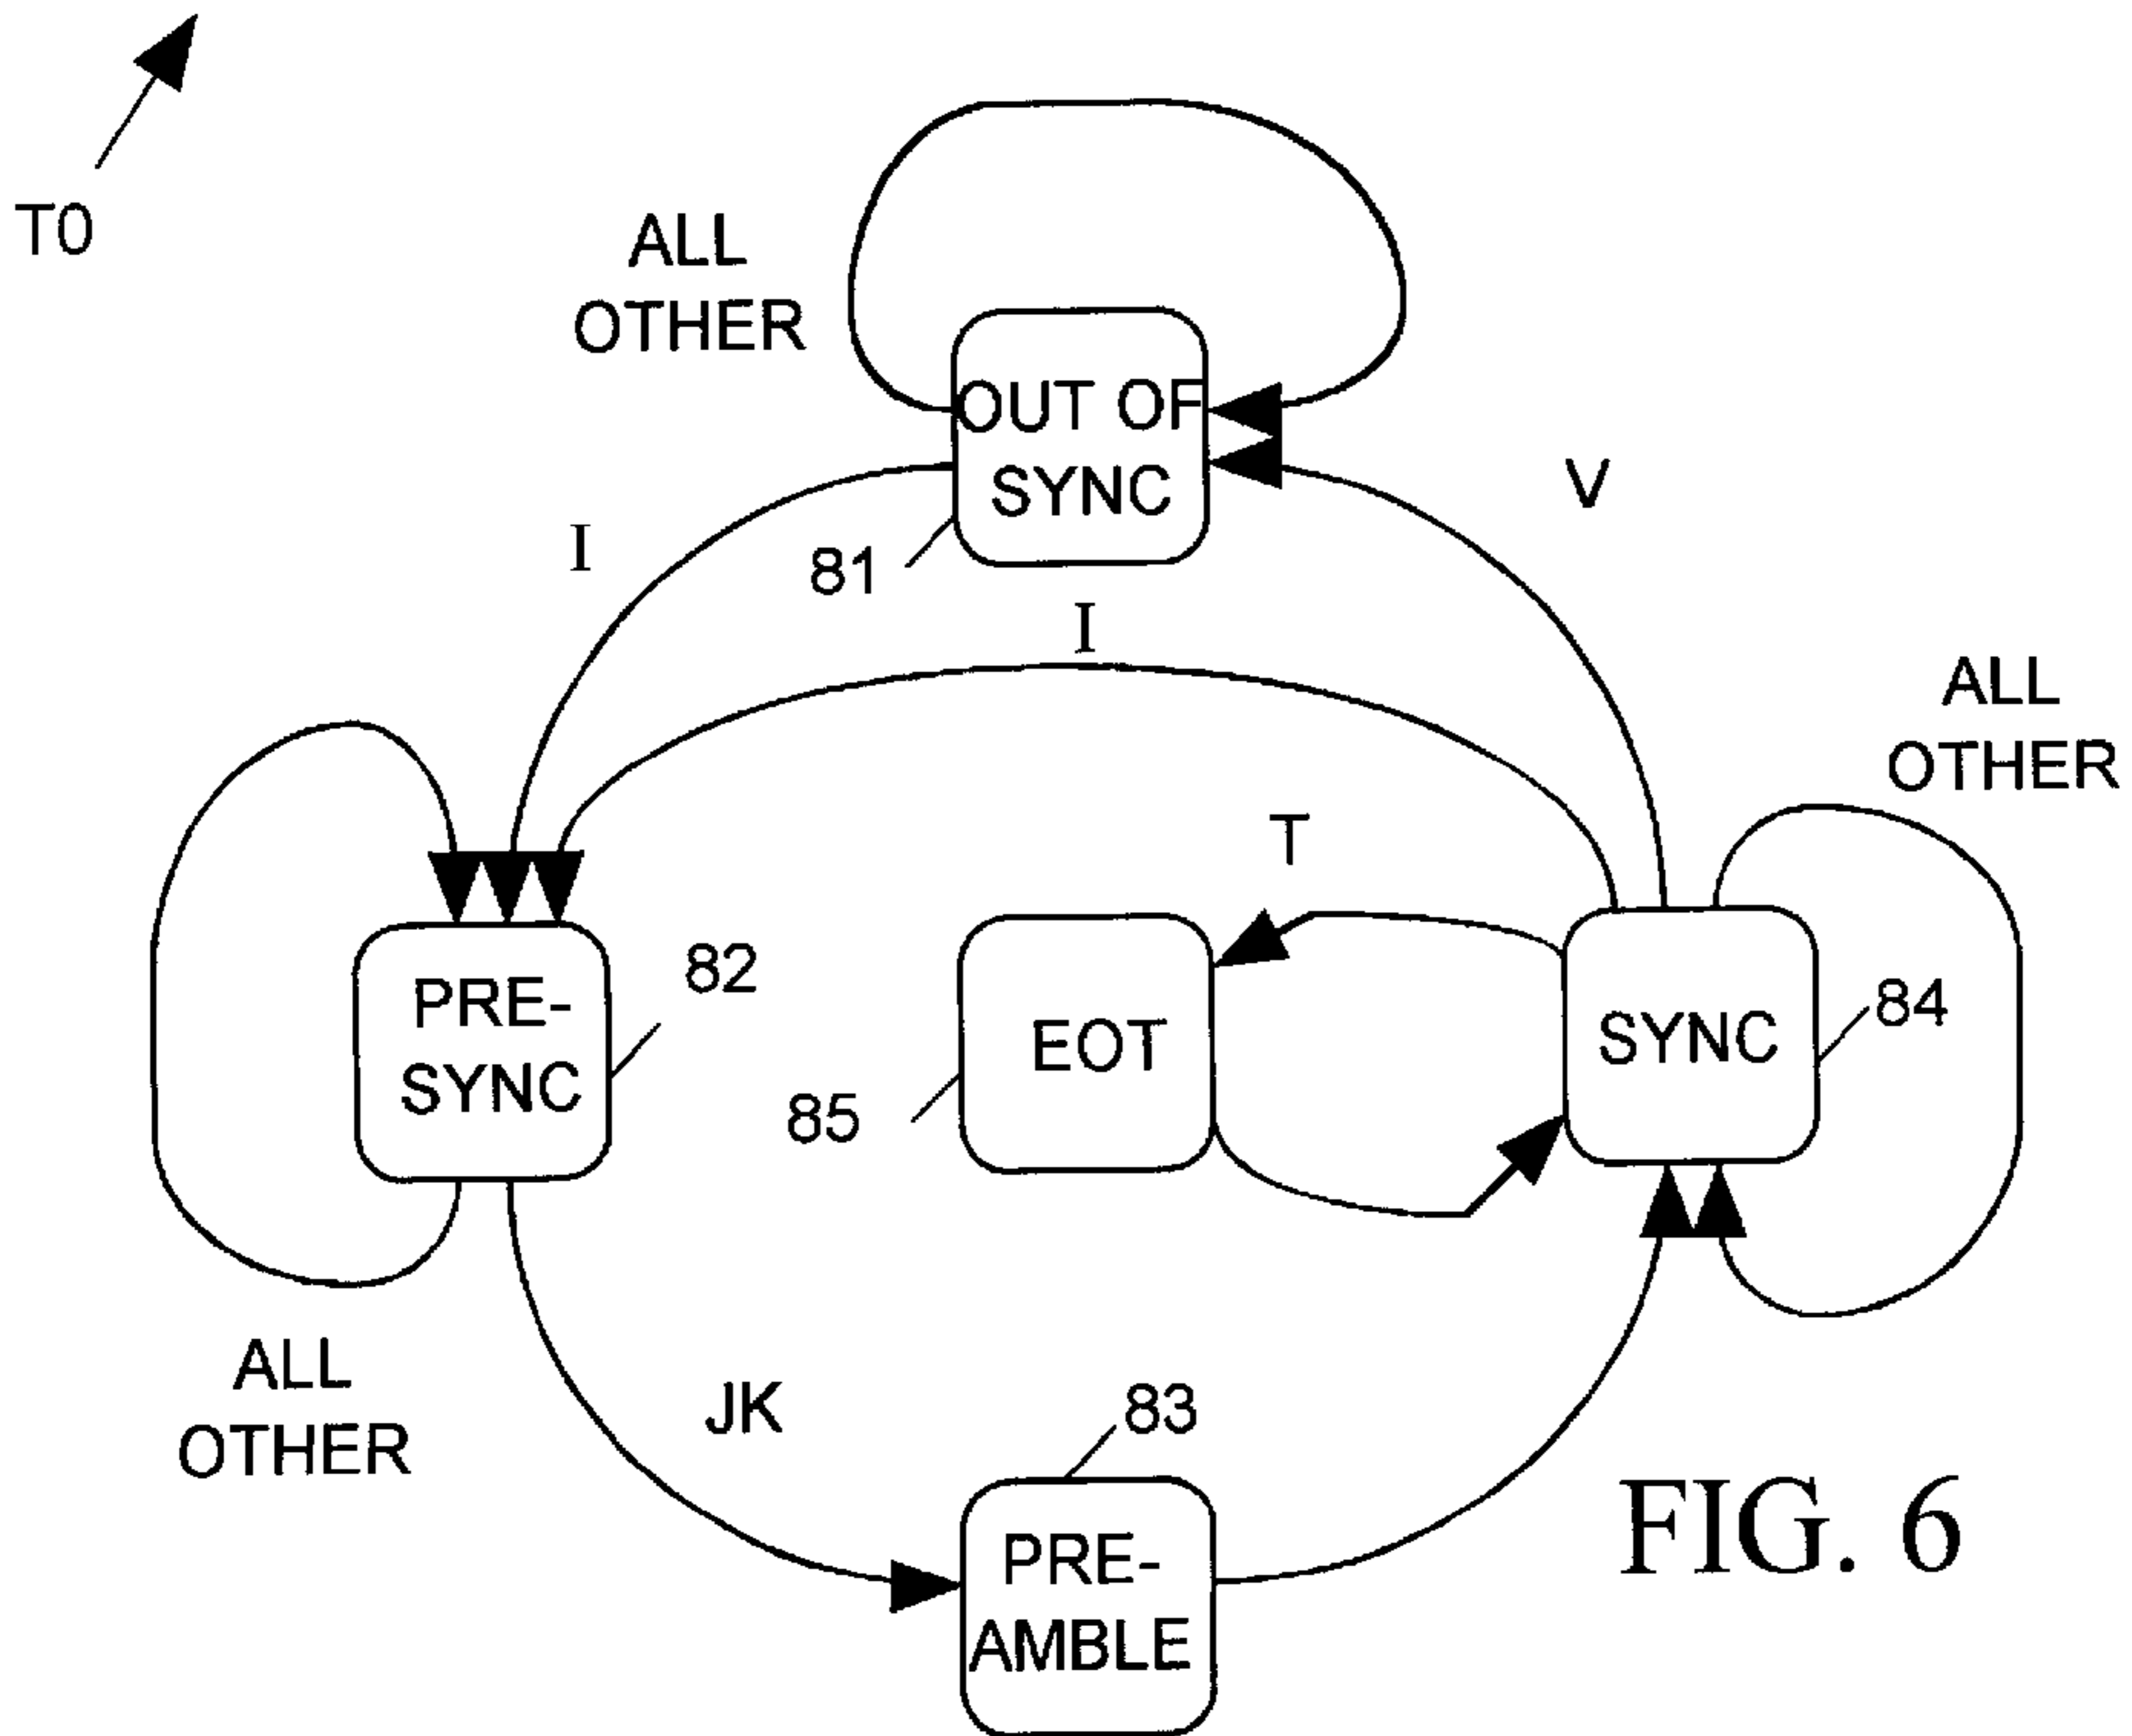 T0
ALL
OTHER
OUT OF
SYNC
V
I
81
I
ALL
OTHER
T
PRE-
SYNC
82
EOT
SYNC
84
85
ALL
OTHER
JK
83
PRE-
AMBLE
FIG. 6